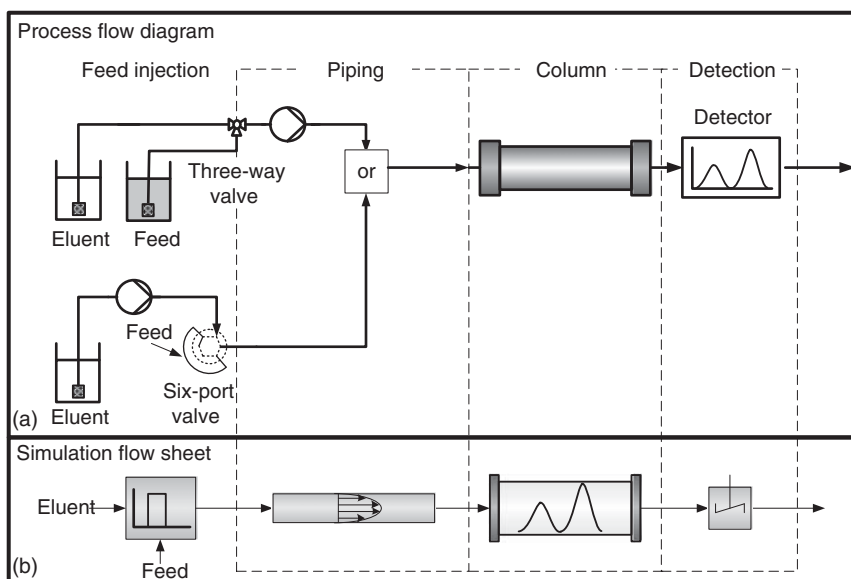 Process flow diagram
Feed injection
Piping
Column
Detection
Detector
Three-way
valve
or
Eluent
Feed
Feed
Six-port
valve
Eluent
(a)
Simulation flow sheet
Eluent
Feed
(b)